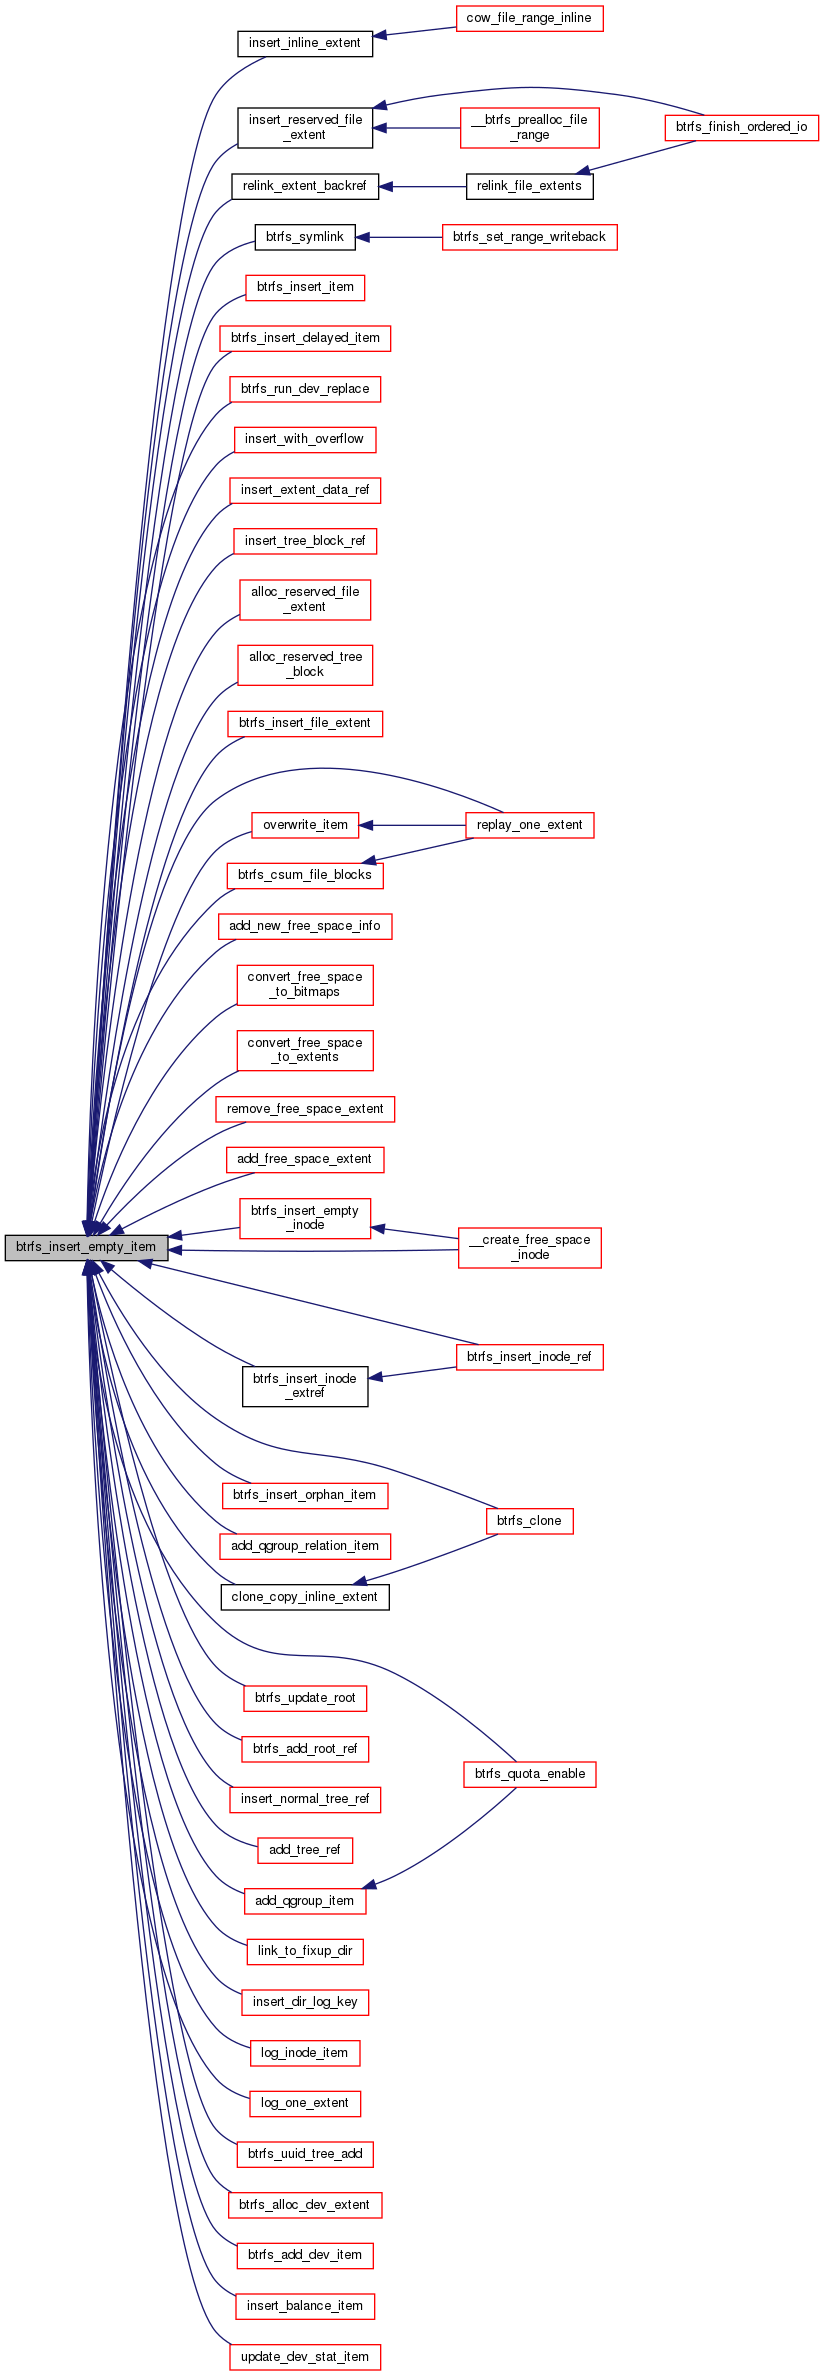 cow_file_range_inline
insert_inline_extent
insert_reserved_file
_extent
__btrfs_prealloc_file
_range
btrfs_finish_ordered_io
relink_extent_backref
relink_file_extents
btrfs_symlink
btrfs_set_range_writeback
btrfs_insert_item
btrfs_insert_delayed_item
btrfs_run_dev_replace
insert_with_overflow
insert_extent_data_ref
insert_tree_block_ref
alloc_reserved_file
_extent
alloc_reserved_tree
_block
btrfs_insert_file_extent
overwrite_item
replay_one_extent
btrfs_csum_file_blocks
add_new_free_space_info
convert_free_space
_to_bitmaps
convert_free_space
_to_extents
remove_free_space_extent
add_free_space_extent
btrfs_insert_empty
_inode
__create_free_space
_inode
btrfs_insert_empty_item
btrfs_insert_inode_ref
btrfs_insert_inode
_extref
btrfs_insert_orphan_item
btrfs_clone
add_qgroup_relation_item
clone_copy_inline_extent
btrfs_update_root
btrfs_add_root_ref
btrfs_quota_enable
insert_normal_tree_ref
add_tree_ref
add_qgroup_item
link_to_fixup_dir
insert_dir_log_key
log_inode_item
log_one_extent
btrfs_uuid_tree_add
btrfs_alloc_dev_extent
btrfs_add_dev_item
insert_balance_item
update_dev_stat_item